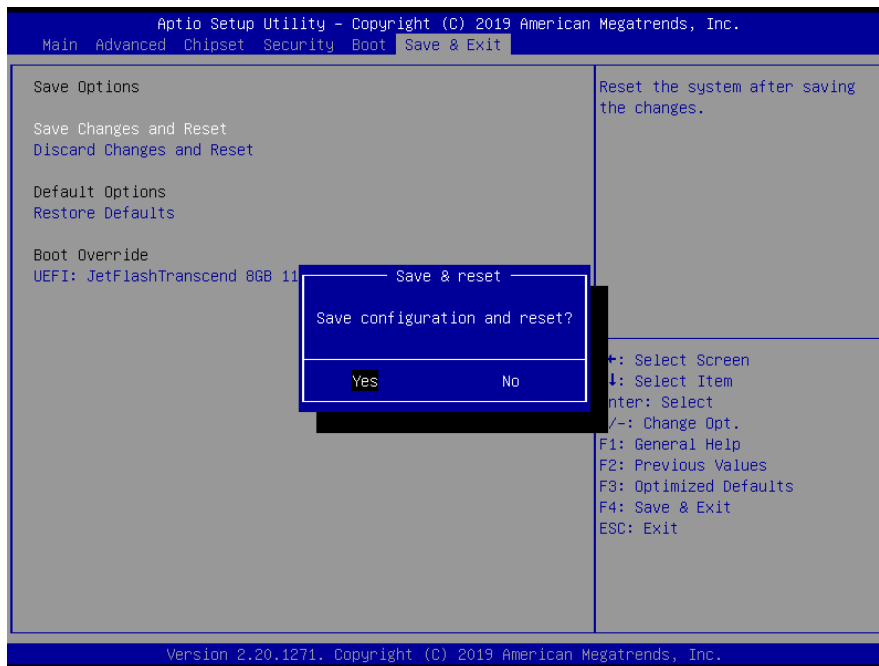 Aptio Setup Utility – Copyright (C) 2019 American Megatrends, Inc.
Main Advanced Chipset Security Boot Save & Exit
Save Options
Save Changes and Reset
Discard Changes and Reset
Default Options
Restore Defaults
Boot Override
UEFI: JetFlashTranscend 8GB 11
Save & reset
Save configuration and reset?
Yes No
Reset the system after saving
the changes.
: Select Screen
: Select Item
nter: Select
/-: Change Opt.
F1: General Help
F2: Previous Values
F3: Optimized Defaults
F4: Save & Exit
ESC: Exit
Version 2.20.1271. Copyright (C) 2019 American Megatrends, Inc.